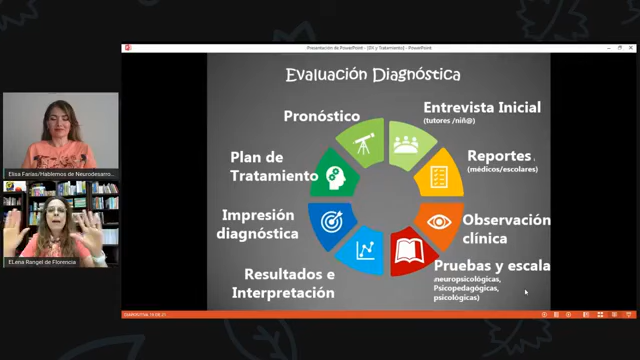 Presentación de PowerPoint - [DX y Tratamiento] - PowerPoint
Evaluación Diagnóstica
Pronóstico
Entrevista Inicial
(tutores /niñ@)
Plan de
Tratamiento
Reportes
(médicos/escolares)
Impresión
diagnóstica
Observación
clínica
Resultados e
Interpretación
Pruebas y escala
neuropsicológicas,
Psicopedagógicas,
psicológicas)
Elisa Farías/Hablemos de Neurodesarro...
ELena Rangel de Florencia